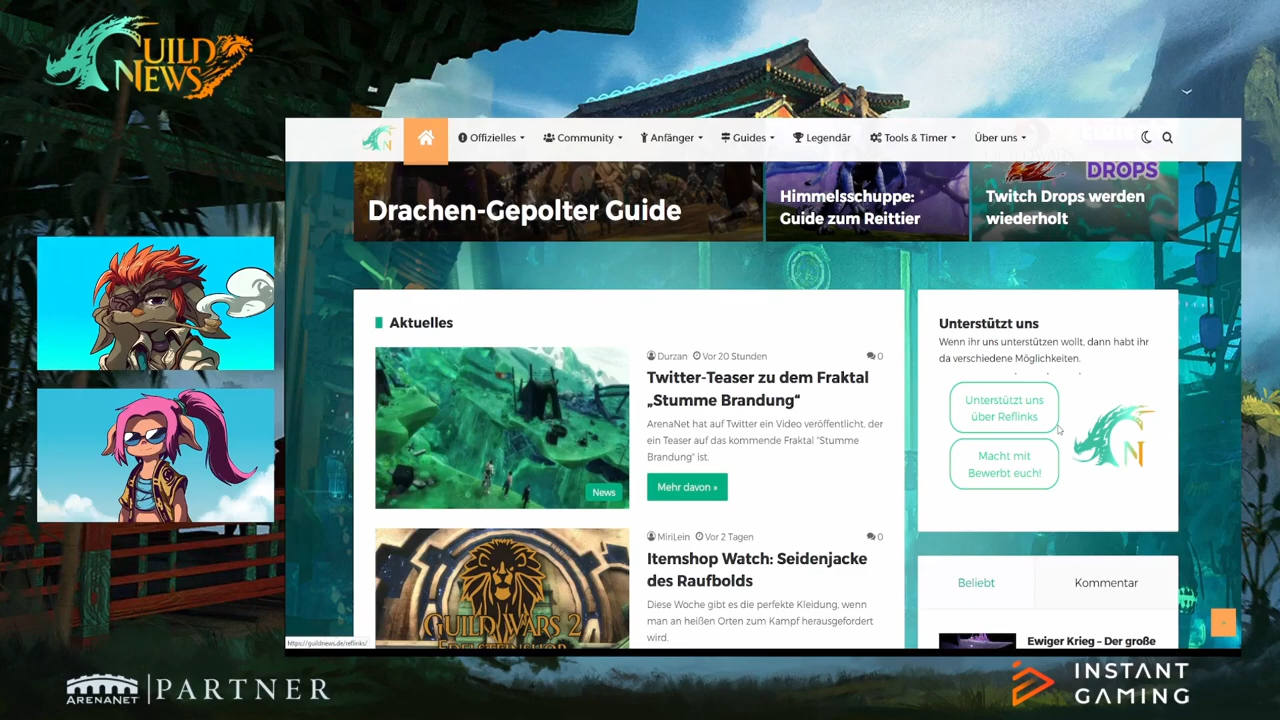 GUILD
NEWS
N
Offizielles
Community
Anfänger
Guides
Legendär
Tools & Timer
Über uns
DROPS
Drachen-Gepolter Guide
Himmelsschuppe:
Guide zum Reittier
Twitch Drops werden
wiederholt
Aktuelles
Durzan Vor 20 Stunden 0
Twitter-Teaser zu dem Fraktal
„Stumme Brandung“
ArenaNet hat auf Twitter ein Video veröffentlicht, der
ein Teaser auf das kommende Fraktal "Stumme
Brandung" ist.
Mehr davon »
News
MiriLein Vor 2 Tagen 0
Itemshop Watch: Seidenjacke
des Raufbolds
Diese Woche gibt es die perfekte Kleidung, wenn
man an heißen Orten zum Kampf herausgefordert
wird.
GUILD WARS 2
Unterstützt uns
Wenn ihr uns unterstützen wollt, dann habt ihr
da verschiedene Möglichkeiten.
Unterstützt uns
über Reflinks
Macht mit
Bewerbt euch!
N
Beliebt
Kommentar
Ewiger Krieg – Der große
https://guildnews.de/reflinks/
ARENANET
PARTNER
INSTANT
GAMING